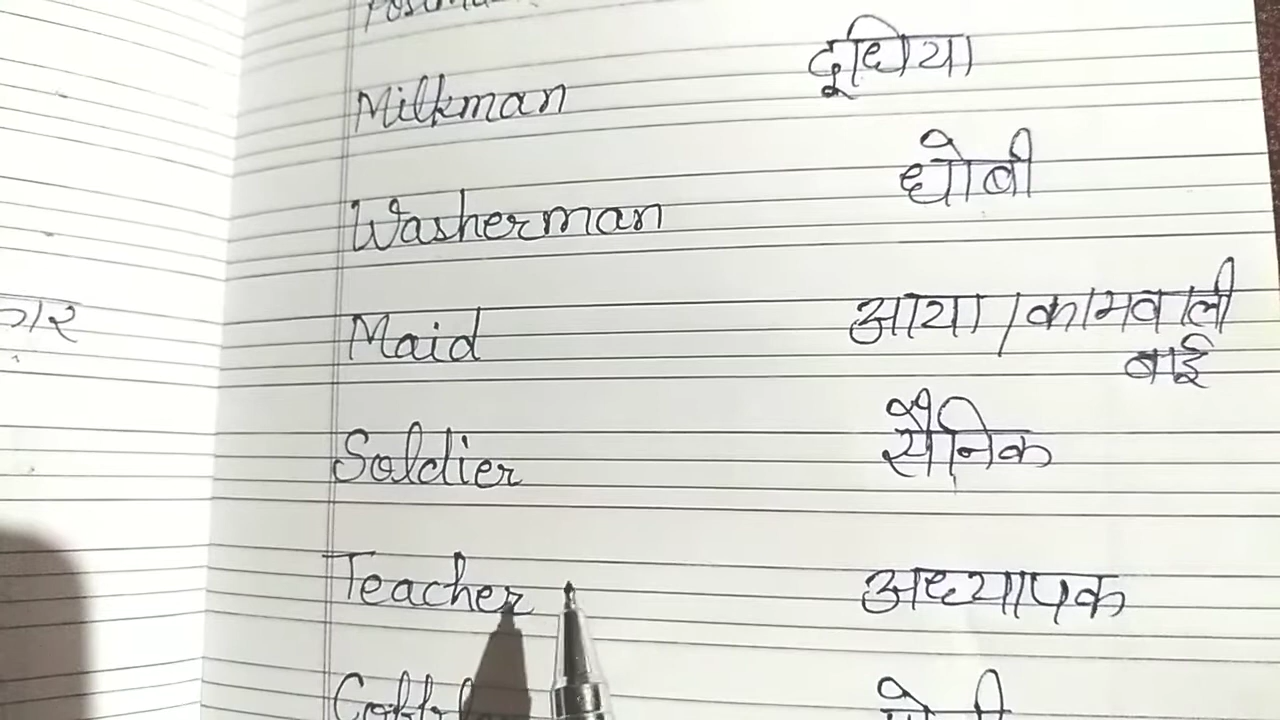 Milkman दूधिया
Washerman धोबी
Maid आया / कामवाली
बाई
Soldier सैनिक
Teacher अध्यापक